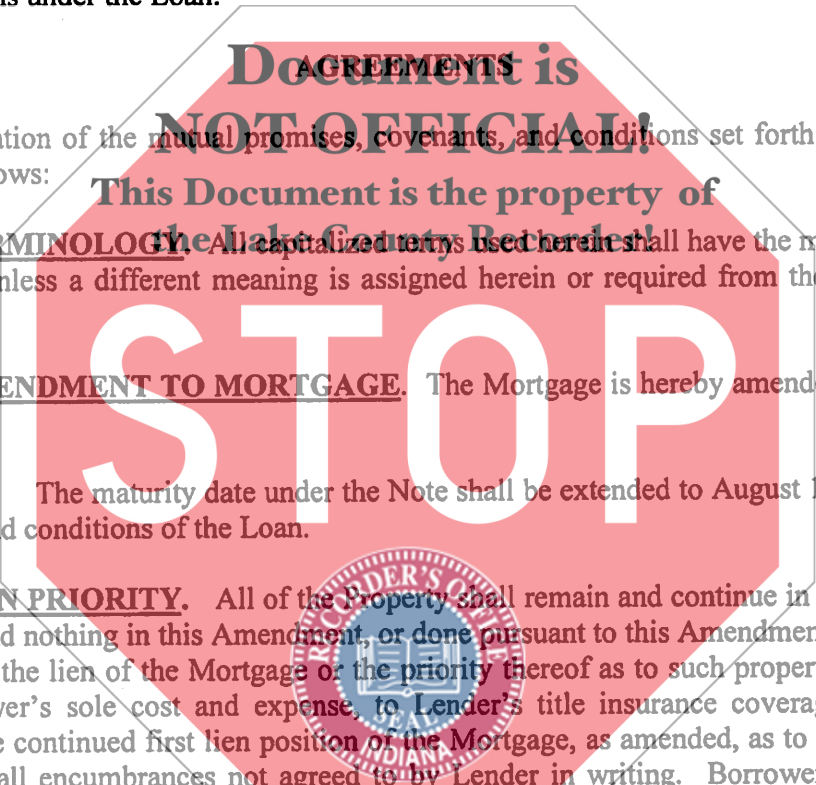 is under the Loan.
Document is
AGREEMENTS
NOT OFFICIAL!
ation of the mutual promises, covenants, and conditions set forth
ows:
This Document is the property of
the Lake County Recorder!
RMINOLOGY. All capitalized terms used herein shall have the m
nless a different meaning is assigned herein or required from the
STOP
ENDMENT TO MORTGAGE. The Mortgage is hereby amend
The maturity date under the Note shall be extended to August 1
d conditions of the Loan.
N PRIORITY. All of the Property shall remain and continue in
d nothing in this Amendment, or done pursuant to this Amendmen
the lien of the Mortgage or the priority thereof as to such proper
ver's sole cost and expense, to Lender's title insurance coverag
e continued first lien position of the Mortgage, as amended, as to
all encumbrances not agreed to by Lender in writing. Borrower
RECORDER'S OFFICE
SEAL
INDIANA